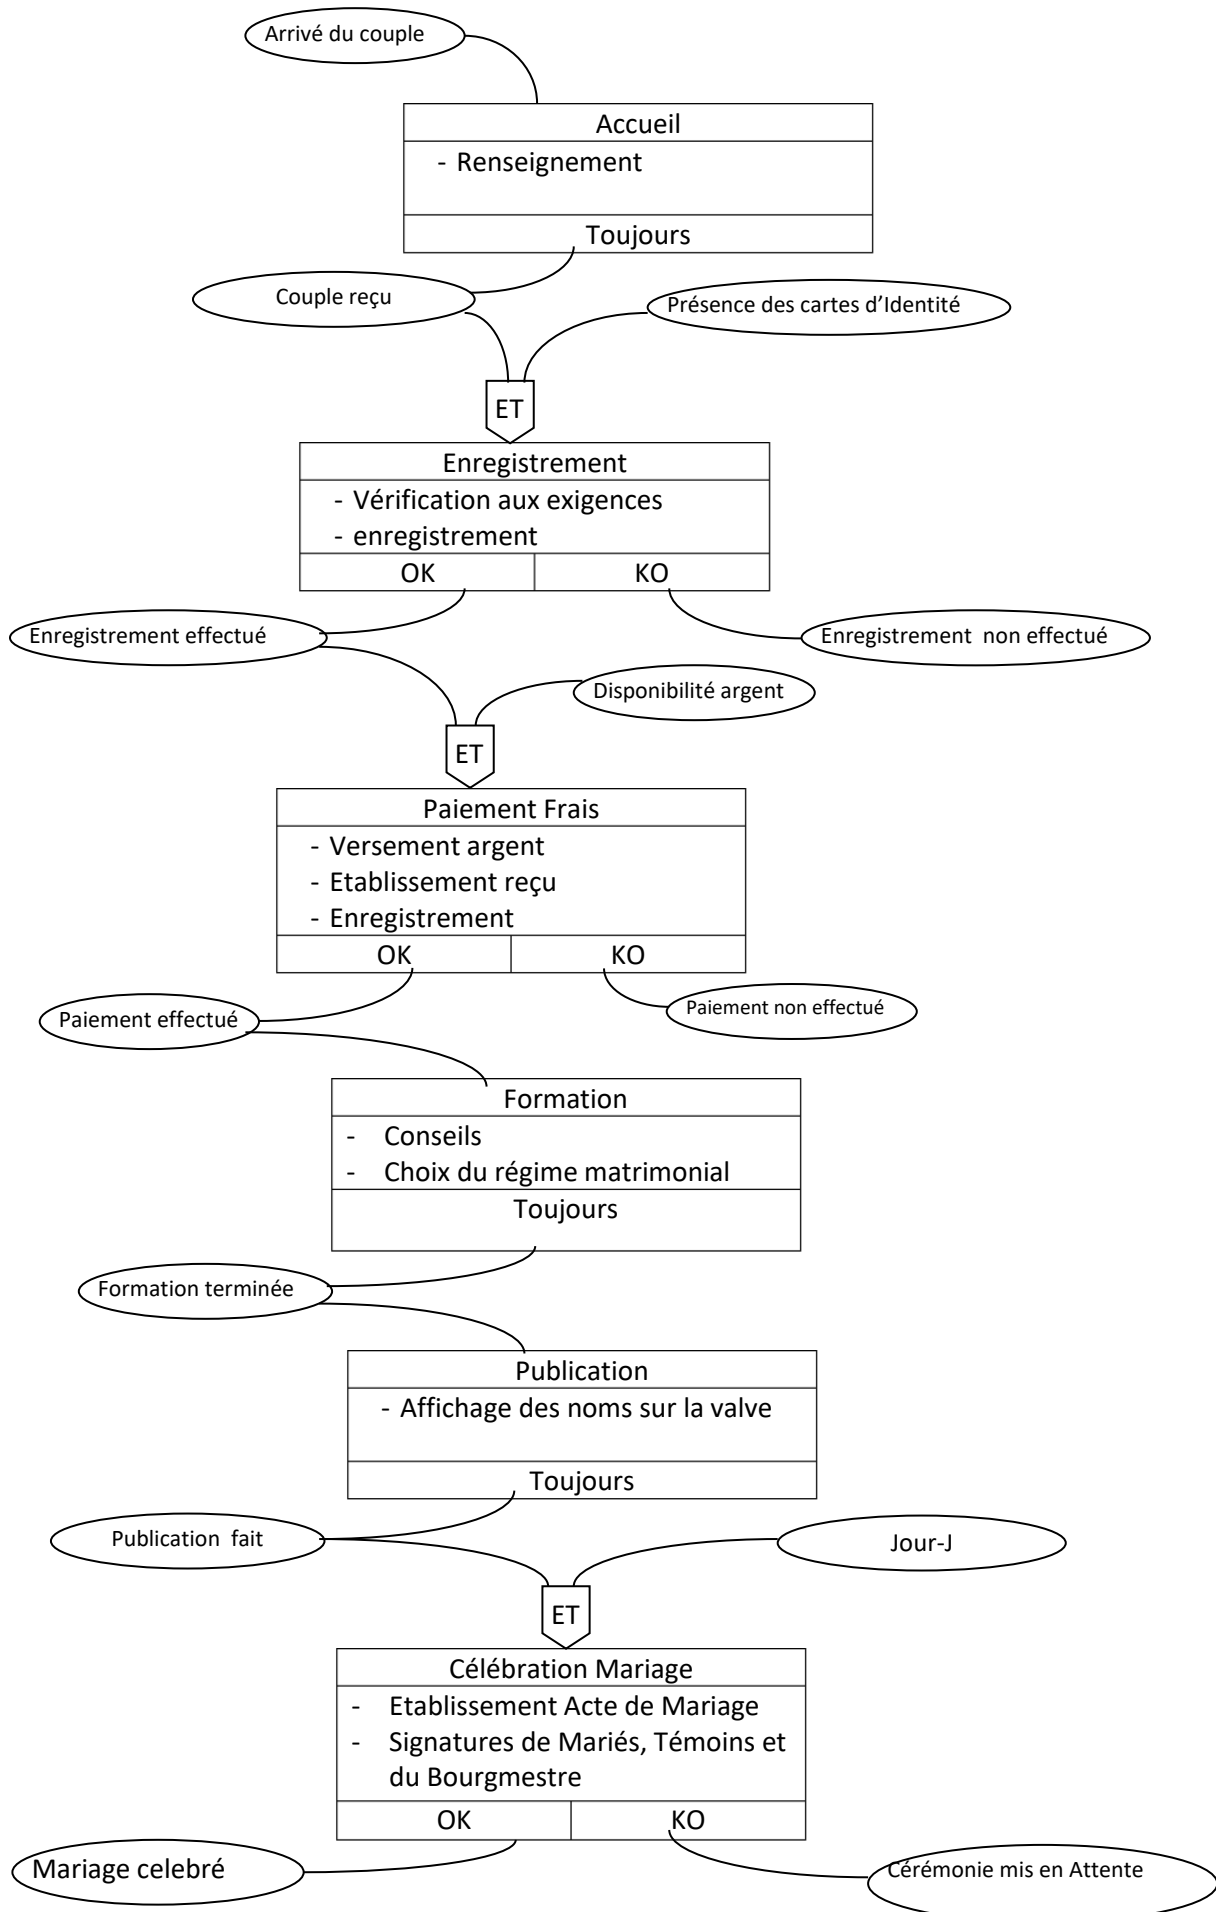 Arrivé du couple
Accueil
- Renseignement
Toujours
Couple reçu
Présence des cartes d’Identité
ET
Enregistrement
- Vérification aux exigences
- enregistrement
OK
KO
Enregistrement effectué
Enregistrement  non effectué
Disponibilité argent
ET
Paiement Frais
- Versement argent
- Etablissement reçu
- Enregistrement
OK
KO
Paiement effectué
Paiement non effectué
Formation
- Conseils
- Choix du régime matrimonial
Toujours
Formation terminée
Publication
- Affichage des noms sur la valve
Toujours
Publication  fait
Jour-J
ET
Célébration Mariage
- Etablissement Acte de Mariage
- Signatures de Mariés, Témoins et
du Bourgmestre
OK
KO
Mariage celebré
Cérémonie mis en Attente